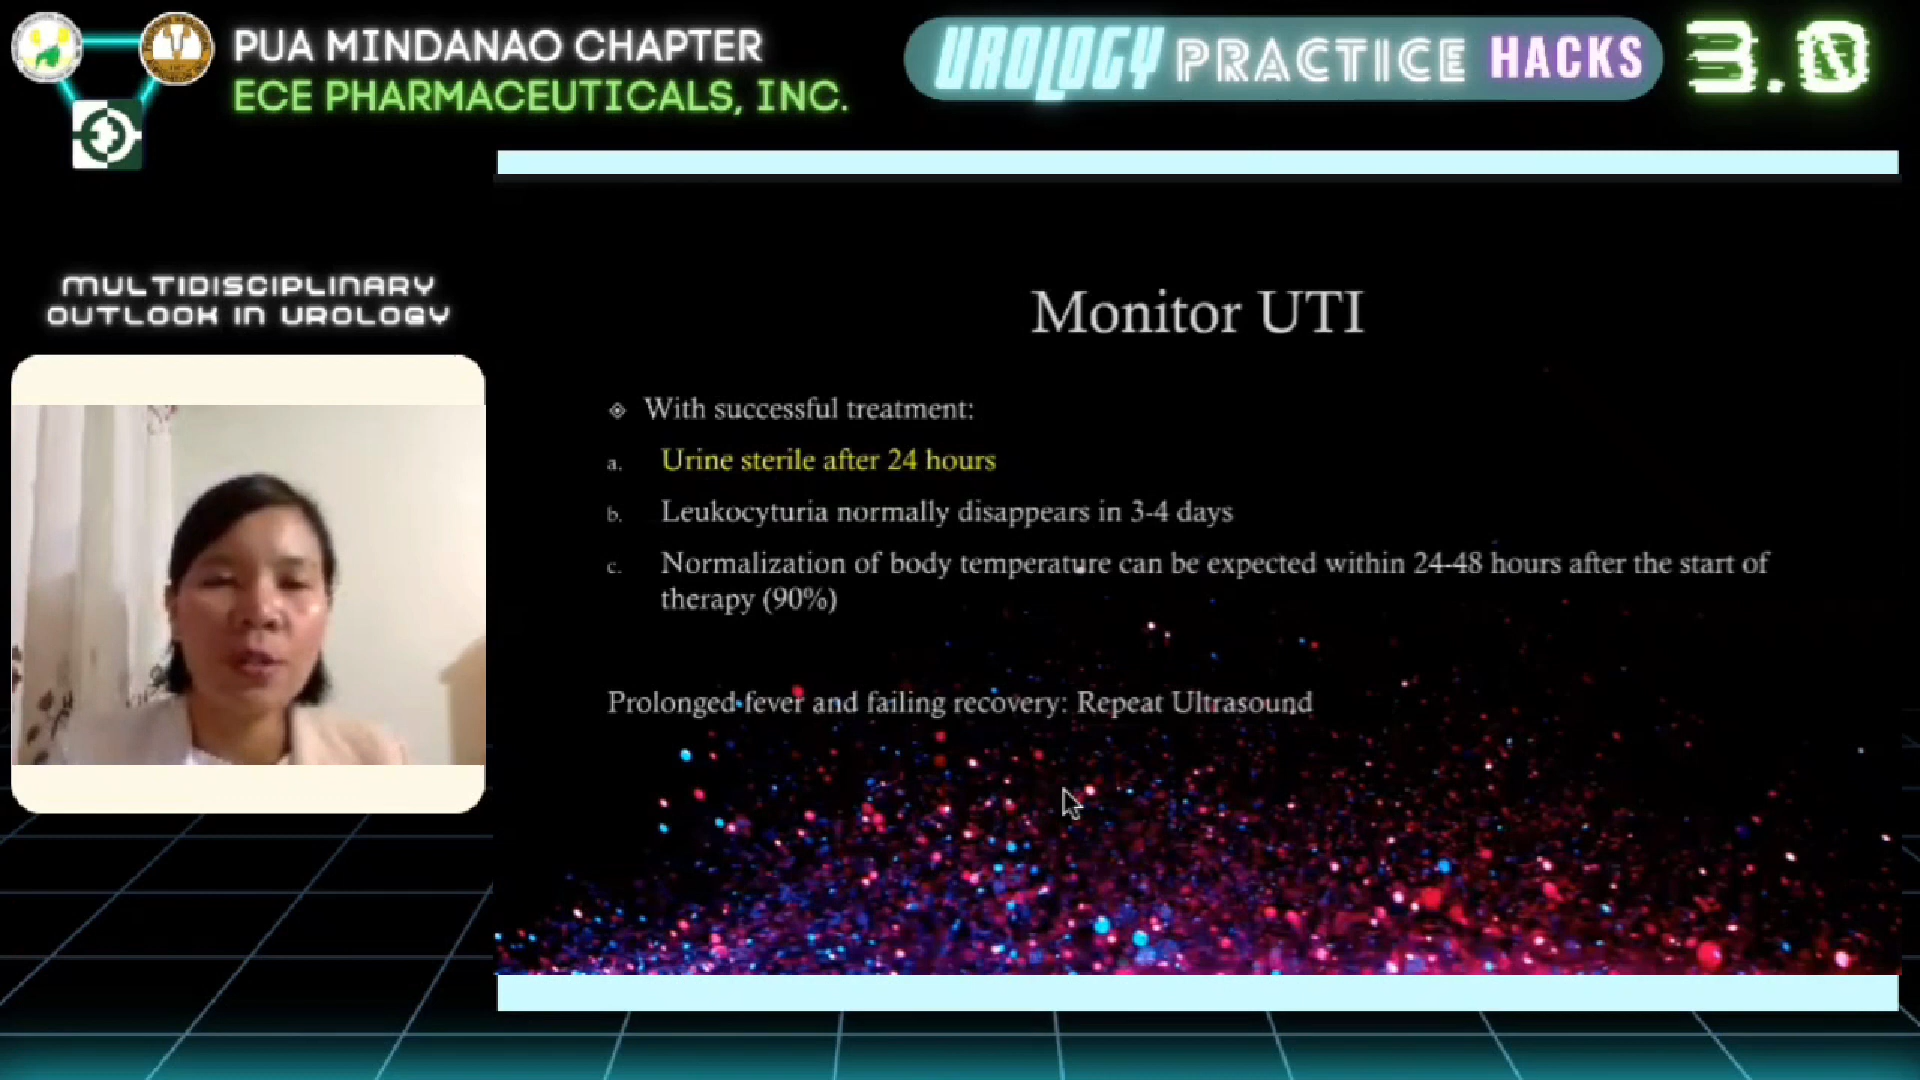 PUA MINDANAO CHAPTER
ECE PHARMACEUTICALS, INC.
UROLOGY PRACTICE HACKS 3.0
MULTIDISCIPLINARY
OUTLOOK IN UROLOGY
Monitor UTI
With successful treatment:
a. Urine sterile after 24 hours
b. Leukocyturia normally disappears in 3-4 days
c. Normalization of body temperature can be expected within 24-48 hours after the start of
therapy (90%)
Prolonged fever and failing recovery: Repeat Ultrasound